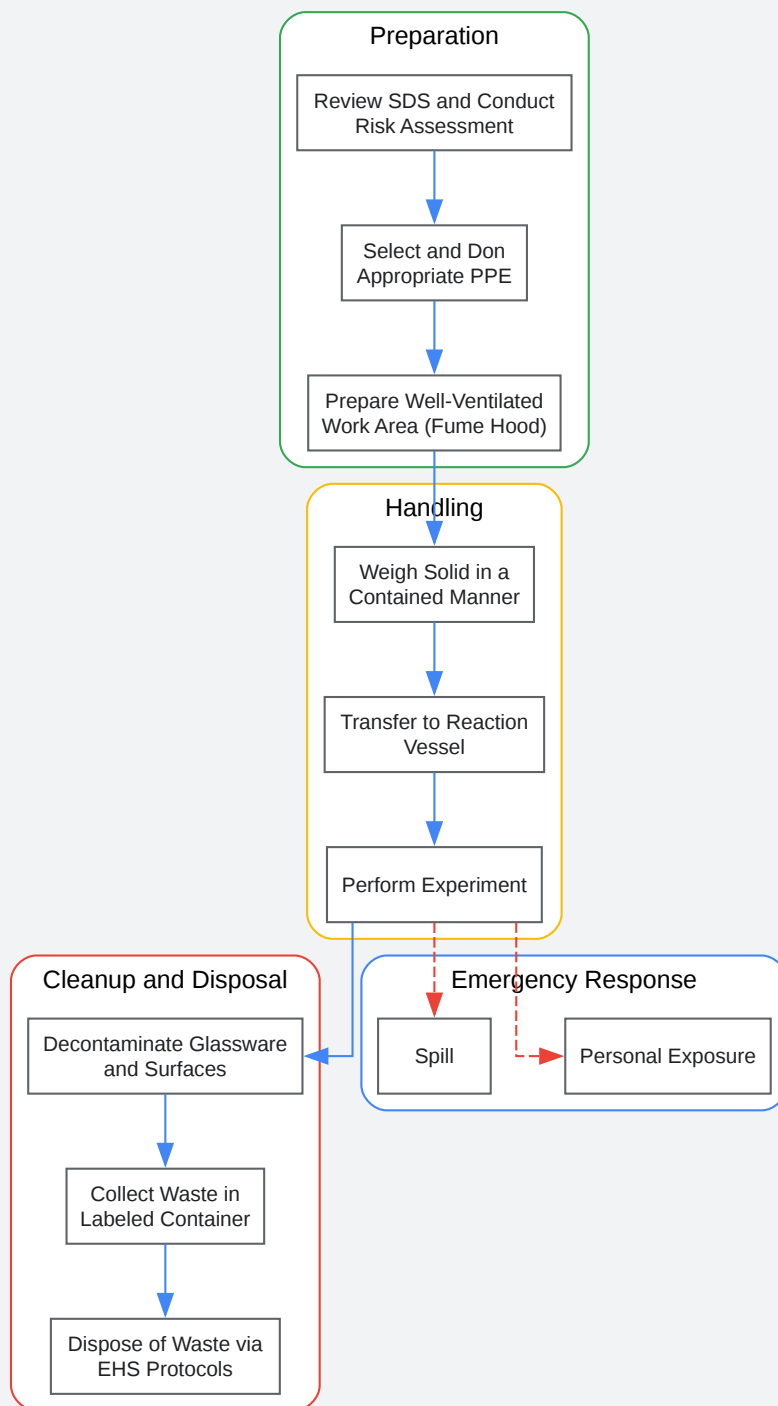 Preparation
Review SDS and Conduct
Risk Assessment
Select and Don
Appropriate PPE
Prepare Well-Ventilated
Work Area (Fume Hood)
Handling
Weigh Solid in a
Contained Manner
Transfer to Reaction
Vessel
Perform Experiment
Cleanup and Disposal
Decontaminate Glassware
and Surfaces
Collect Waste in
Labeled Container
Dispose of Waste via
EHS Protocols
Emergency Response
Spill
Personal Exposure